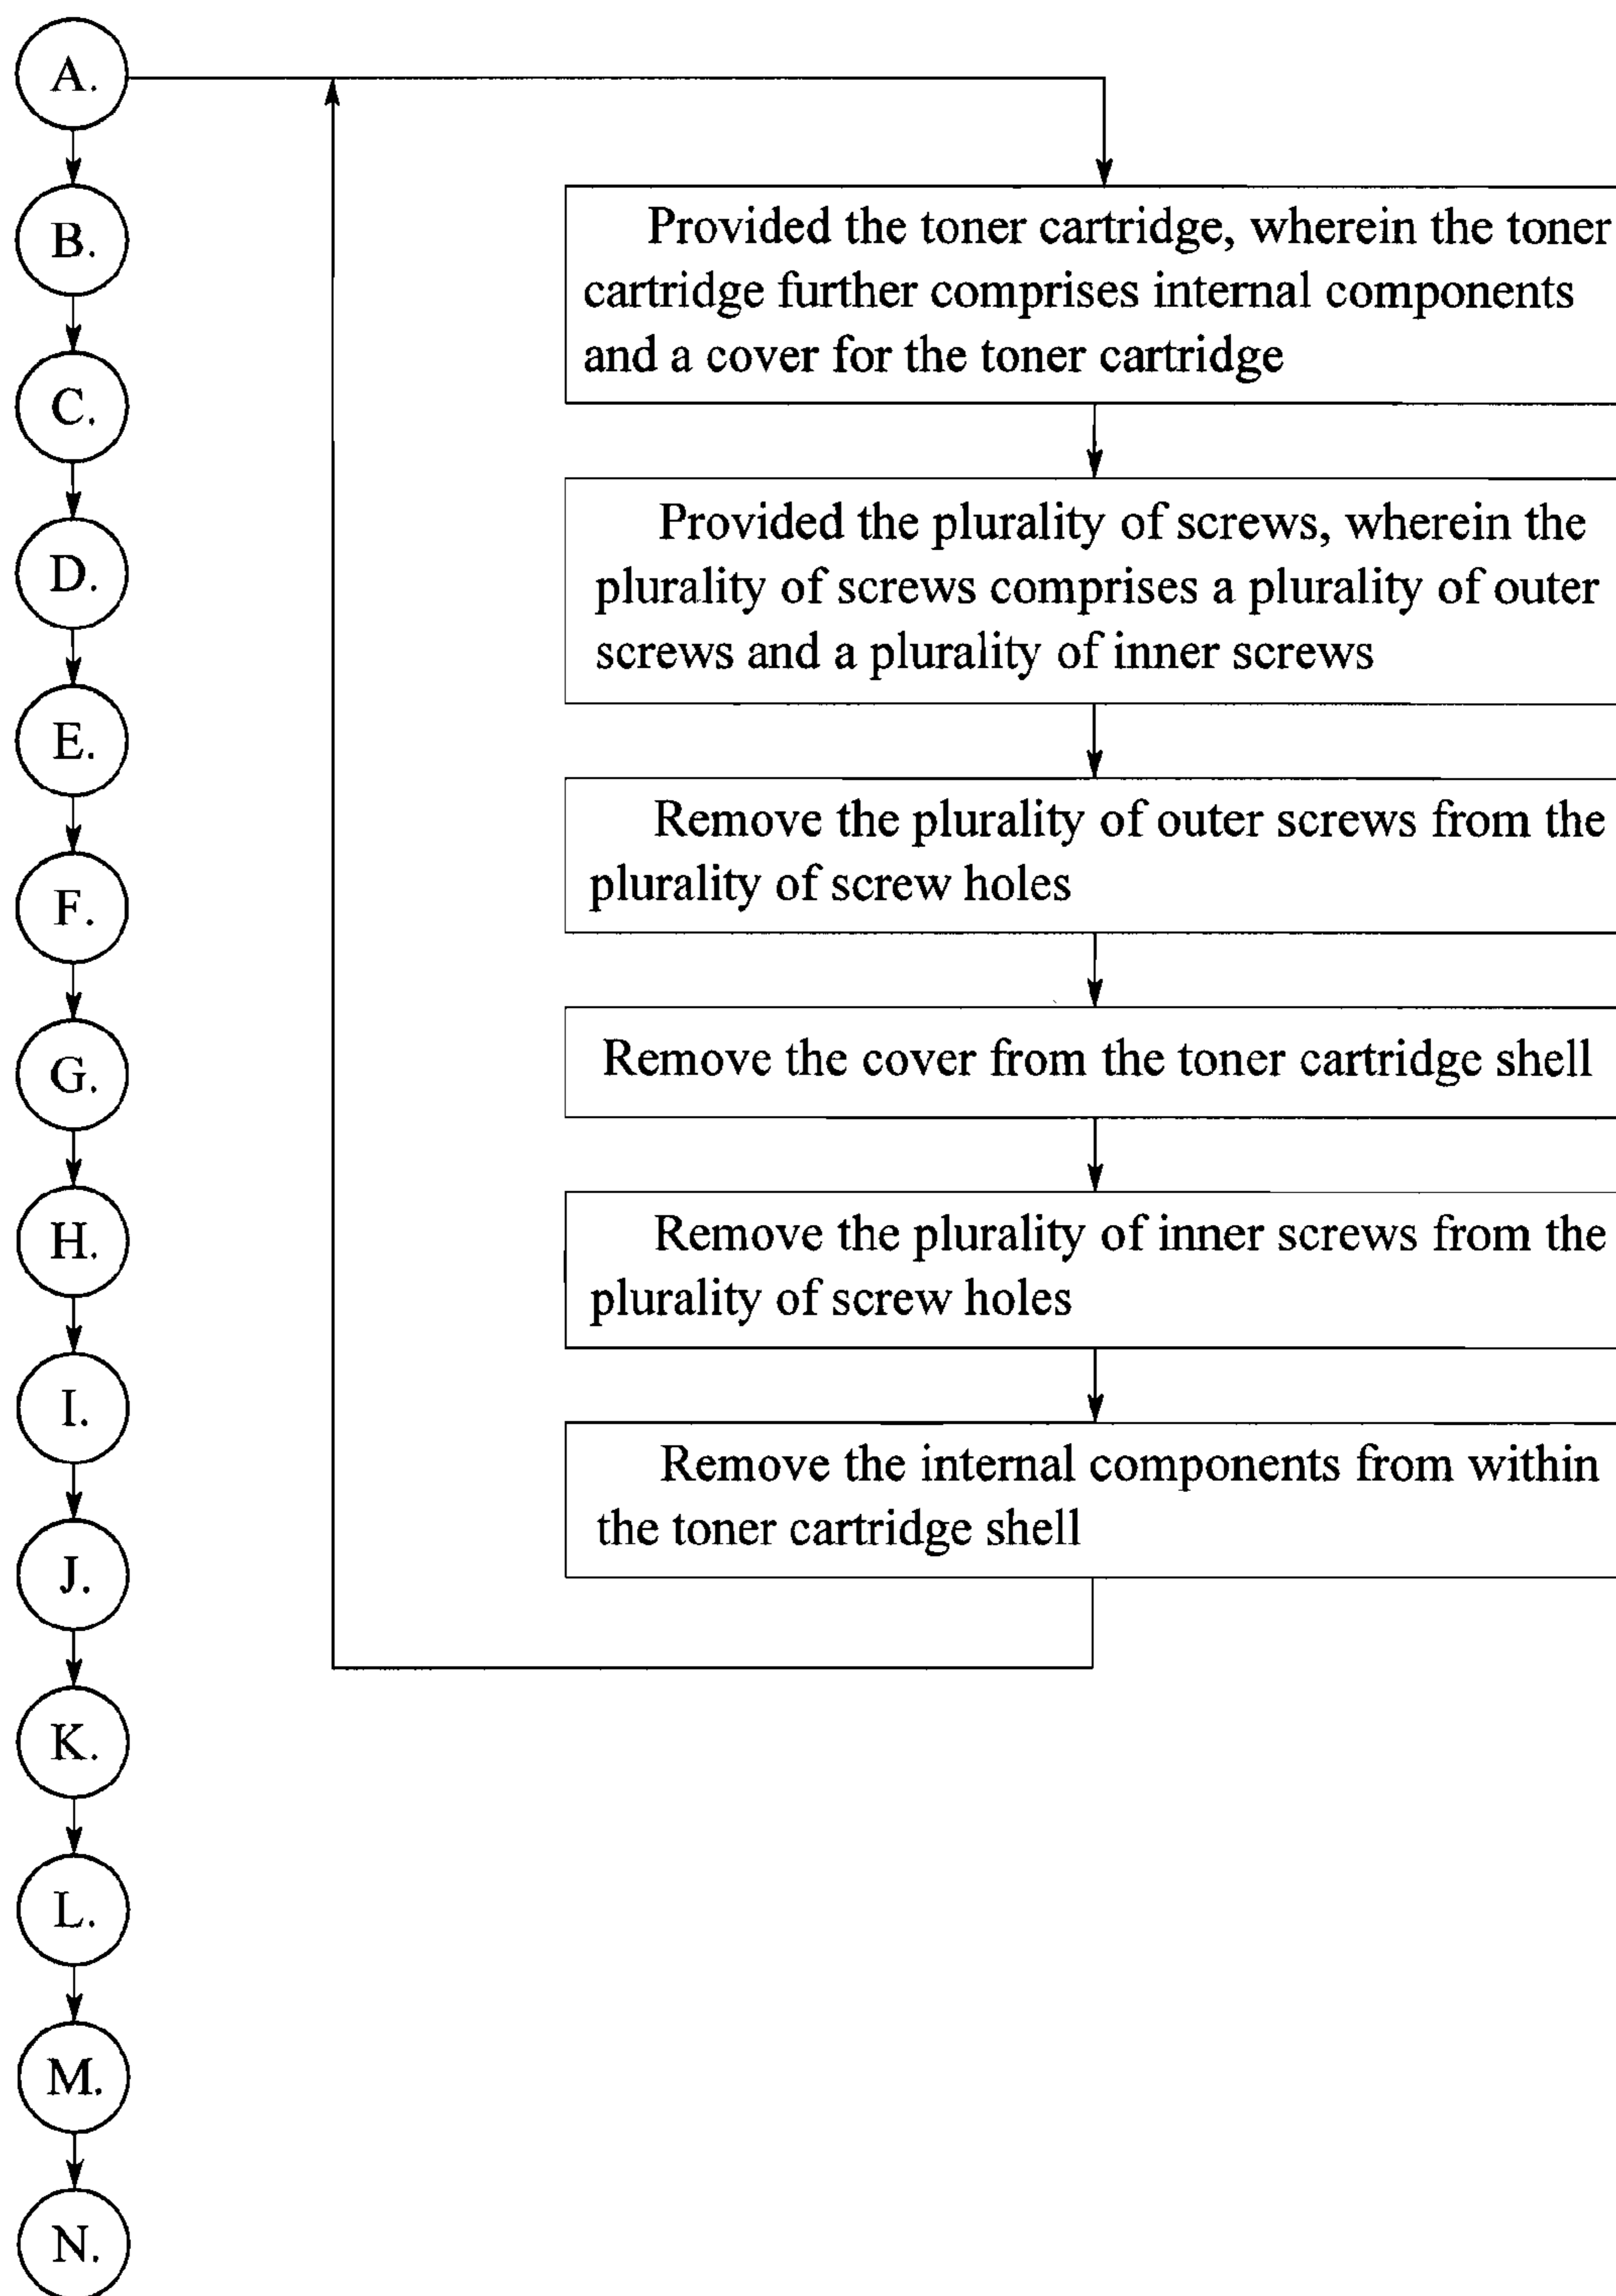 A.
B.
C.
D.
E.
F.
G.
H.
I.
J.
K.
L.
M.
N.
Provided the toner cartridge, wherein the toner
cartridge further comprises internal components
and a cover for the toner cartridge
Provided the plurality of screws, wherein the
plurality of screws comprises a plurality of outer
screws and a plurality of inner screws
Remove the plurality of outer screws from the
plurality of screw holes
Remove the cover from the toner cartridge shell
Remove the plurality of inner screws from the
plurality of screw holes
Remove the internal components from within
the toner cartridge shell